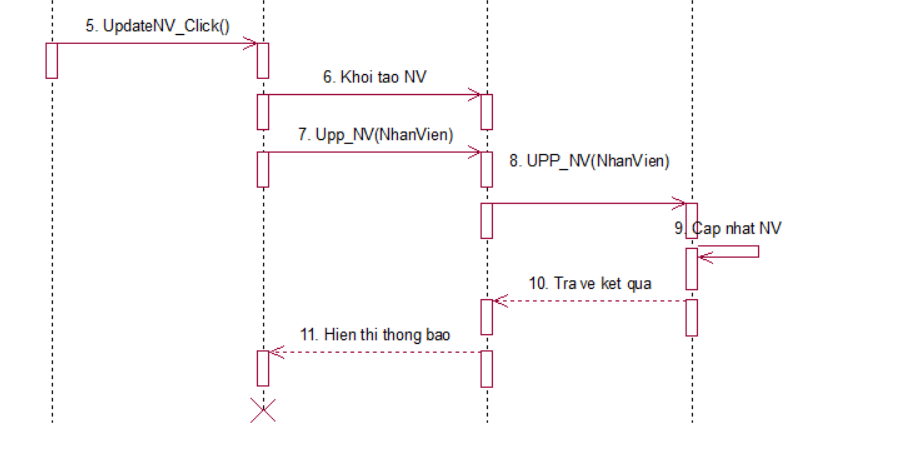 5. UpdateNV_Click()
6. Khoi tao NV
7. Upp_NV(NhanVien)
8. UPP_NV(NhanVien)
9. Cap nhat NV
10. Tra ve ket qua
11. Hien thi thong bao